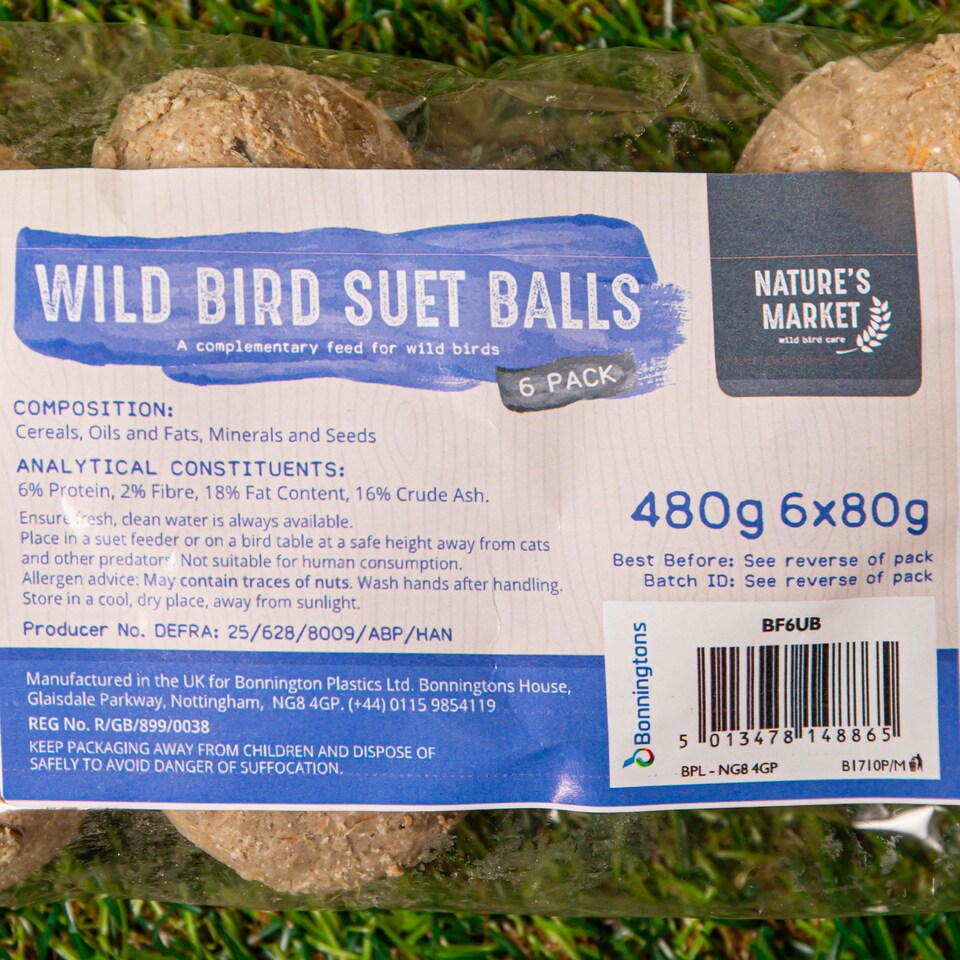 WILD BIRD SUET BALLS
A complementary feed for wild birds
6 PACK
NATURE'S
MARKET
wild bird care
COMPOSITION:
Cereals, Oils and Fats, Minerals and Seeds
ANALYTICAL CONSTITUENTS:
6% Protein, 2% Fibre, 18% Fat Content, 16% Crude Ash.
Ensure fresh, clean water is always available.
Place in a suet feeder or on a bird table at a safe height away from cats
and other predators. Not suitable for human consumption.
Allergen advice: May contain traces of nuts. Wash hands after handling.
Store in a cool, dry place, away from sunlight.
Producer No. DEFRA: 25/628/8009/ABP/HAN
480g 6x80g
Best Before: See reverse of pack
Batch ID: See reverse of pack
Manufactured in the UK for Bonnington Plastics Ltd. Bonningtons House,
Glaisdale Parkway, Nottingham, NG8 4GP. (+44) 0115 9854119
REG No. R/GB/899/0038
KEEP PACKAGING AWAY FROM CHILDREN AND DISPOSE OF
SAFELY TO AVOID DANGER OF SUFFOCATION.
Bonningtons
BF6UB
5 013478 148865
BPL - NG8 4GP
B1710P/M